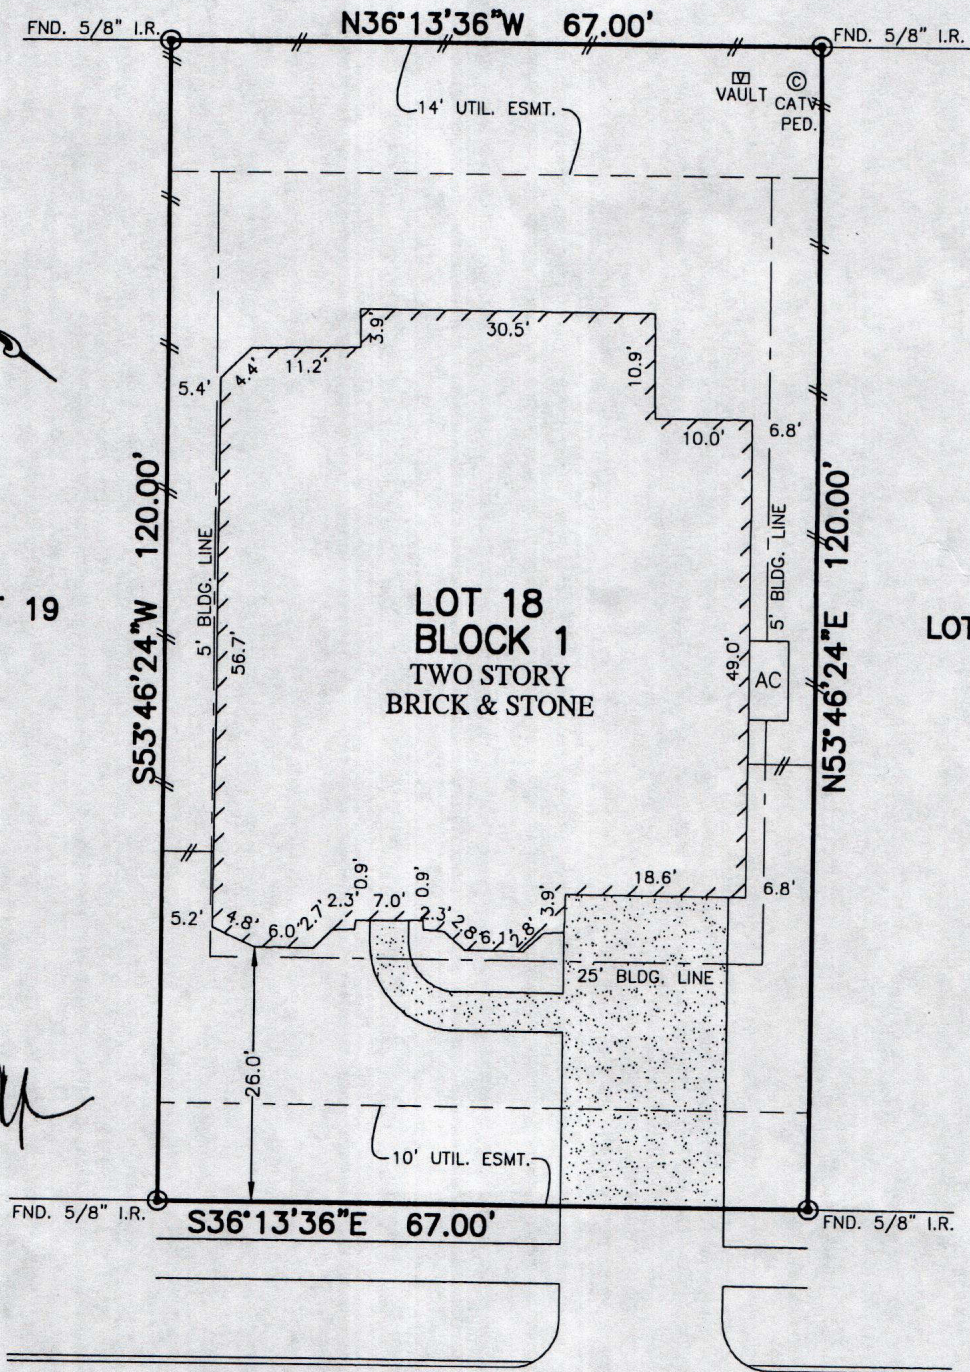 N36°13'36"W 67.00'
FND. 5/8" I.R.
FND. 5/8" I.R.
VAULT
V
C
CATV
PED.
14' UTIL. ESMT.
3.9'
30.5'
4.4'
11.2'
10.9'
5.4'
10.0'
6.8'
S53°46'24"W 120.00'
5' BLDG. LINE
56.7'
19
LOT 18
BLOCK 1
TWO STORY
BRICK & STONE
49.0'
AC
5' BLDG. LINE
N53°46'24"E 120.00'
LOT
5.2'
4.8'
6.0'
2.7'
2.3'
0.9'
7.0'
0.9'
2.3'
2.8'
6.1'
2.8'
3.9'
18.6'
6.8'
25' BLDG. LINE
26.0'
10' UTIL. ESMT.
FND. 5/8" I.R.
S36°13'36"E 67.00'
FND. 5/8" I.R.